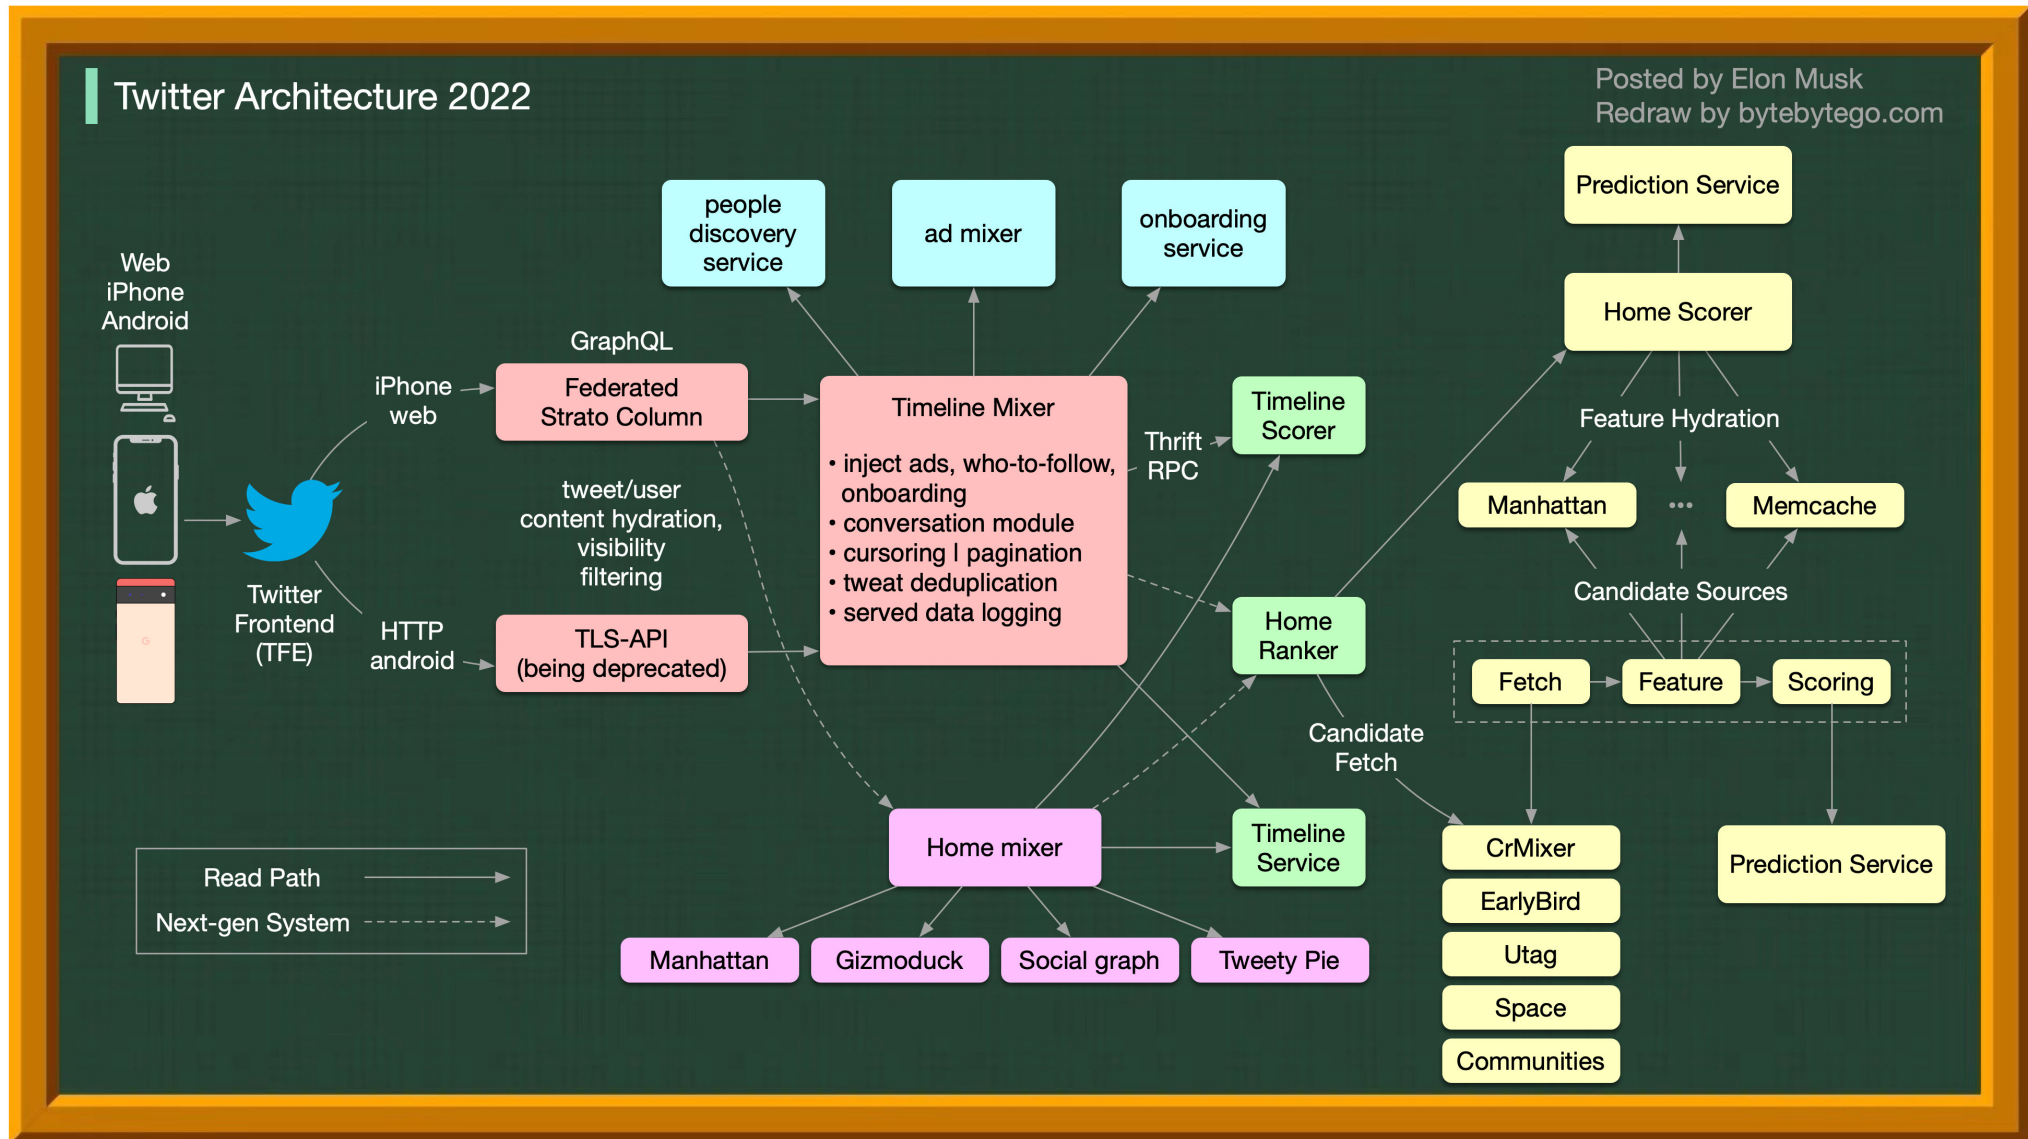 Twitter Architecture 2022
Posted by Elon Musk
Redraw by bytebytego.com
Web
iPhone
Android
G
Twitter
Frontend
(TFE)
iPhone
web
HTTP
android
GraphQL
Federated
Strato Column
tweet/user
content hydration,
visibility
filtering
TLS-API
(being deprecated)
people
discovery
service
ad mixer
onboarding
service
Timeline Mixer
• inject ads, who-to-follow,
onboarding
• conversation module
• cursoring | pagination
• tweat deduplication
• served data logging
Thrift
RPC
Timeline
Scorer
Home
Ranker
Candidate
Fetch
Timeline
Service
Home mixer
Manhattan
Gizmoduck
Social graph
Tweety Pie
Prediction Service
Home Scorer
Feature Hydration
Manhattan
...
Memcache
Candidate Sources
Fetch
Feature
Scoring
CrMixer
EarlyBird
Utag
Space
Communities
Prediction Service
Read Path
Next-gen System